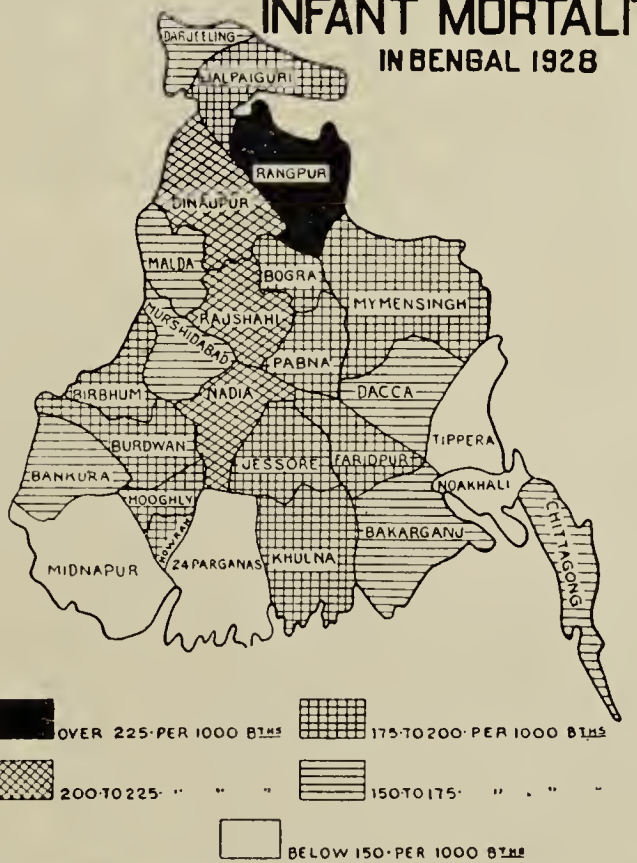 INFANT MORTALI
IN BENGAL 1928
DARJEELING
JALPAIGURI
RANGPUR
DINAJPUR
MALDA
BOGRA
MYMENSINGH
RAJSHAHI
MURSHIDABAD
PABNA
DACCA
BIRBHUM
NADIA
TIPPERA
BURDWAN
JESSORE
FARIDPUR
BANKURA
NOAKHALI
HOOGHLY
BAKARGANJ
CHITTAGONG
HOWRAH
MIDNAPUR
24 PARGANAS
KHULNA
OVER 225·PER 1000 BTHS
175·TO 200·PER 1000 BTHS
200·TO 225· " " "
150·TO 175· " " "
BELOW 150·PER 1000 BTHS